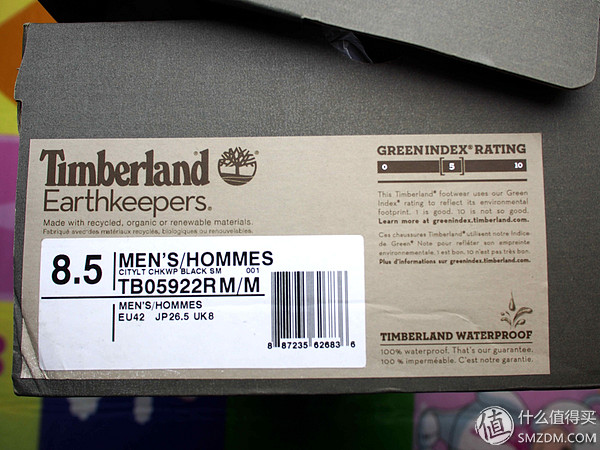 Timberland®
Earthkeepers®
Made with recycled, organic or renewable materials.
Fabriqué avec des matériaux recyclés, biologiques ou renouvelables.
8.5
MEN'S/HOMMES
CITYLT CHKWP BLACK SM 001
TB05922R M/M
MEN'S/HOMMES
EU42 JP26.5 UK8
8 87235 62683 6
GREEN INDEX® RATING
0 5 10
This Timberland® footwear uses our Green
Index® rating to reflect its environmental
footprint. 1 is good. 10 is not so good.
Learn more at greenindex.timberland.com.
Ces chaussures Timberland® utilisent notre Indice
de Green® Note pour refléter son empreinte
environnementale. 1 est bon. 10 n'est pas très bon.
Plus d'informations sur greenindex.timberland.com.
TIMBERLAND WATERPROOF
100% waterproof. That's our guarantee.
100% imperméable. C'est notre garantie.
值 什么值得买
SMZDM.COM